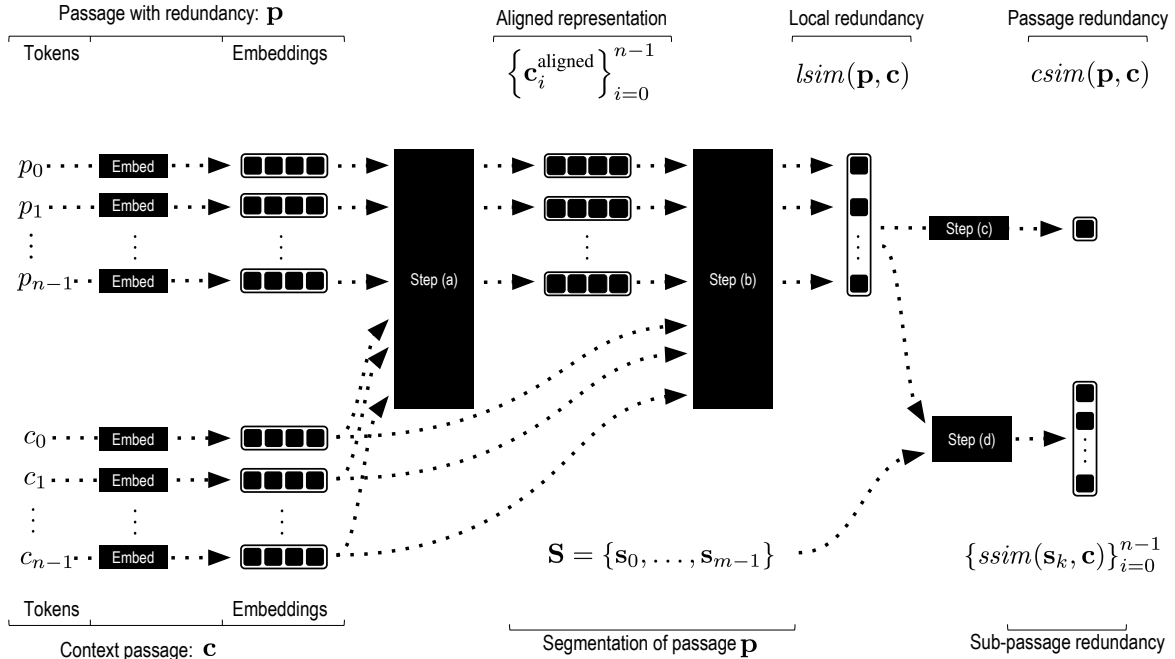 Passage with redundancy: p
Aligned representation
Local redundancy
Passage redundancy
Tokens
Embeddings
{c_i^aligned}_{i=0}^{n-1}
lsim(p, c)
csim(p, c)
p_0
Embed
p_1
Embed
p_{n-1}
Embed
Step (a)
Step (b)
Step (c)
c_0
Embed
c_1
Embed
c_{n-1}
Embed
Step (d)
S = {s_0, . . . , s_{m-1}}
{ssim(s_k, c)}_{i=0}^{n-1}
Tokens
Embeddings
Context passage: c
Segmentation of passage p
Sub-passage redundancy